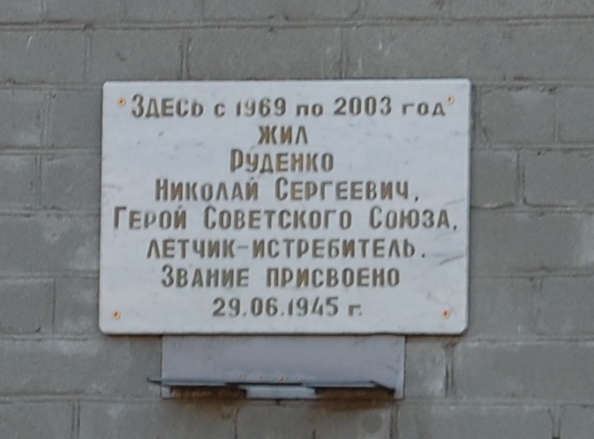 Здесь с 1969 по 2003 год
жил
Руденко
Николай Сергеевич,
Герой Советского Союза,
летчик-истребитель.
Звание присвоено
29.06.1945 г.